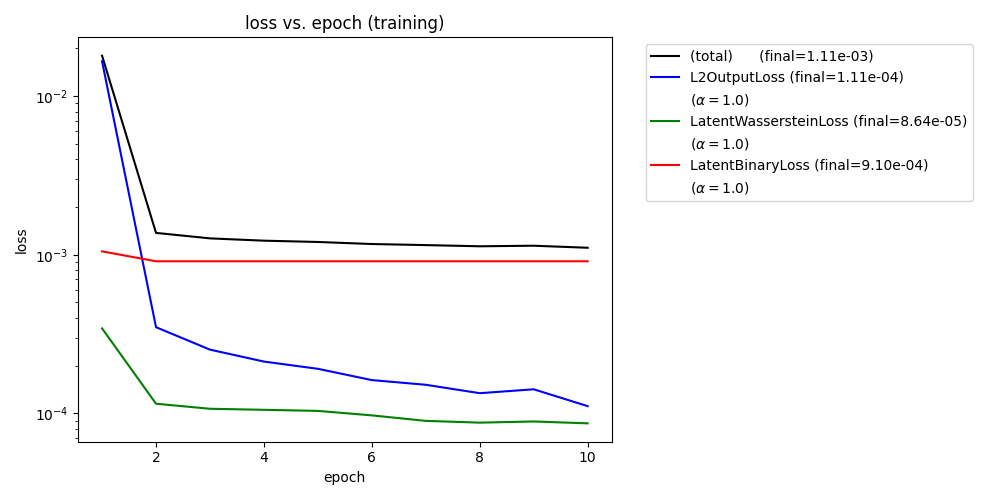 loss vs. epoch (training)
loss
10⁻²
10⁻³
10⁻⁴
2 4 6 8 10
epoch
(total) (final=1.11e-03)
L2OutputLoss (final=1.11e-04)
(α = 1.0)
LatentWassersteinLoss (final=8.64e-05)
(α = 1.0)
LatentBinaryLoss (final=9.10e-04)
(α = 1.0)